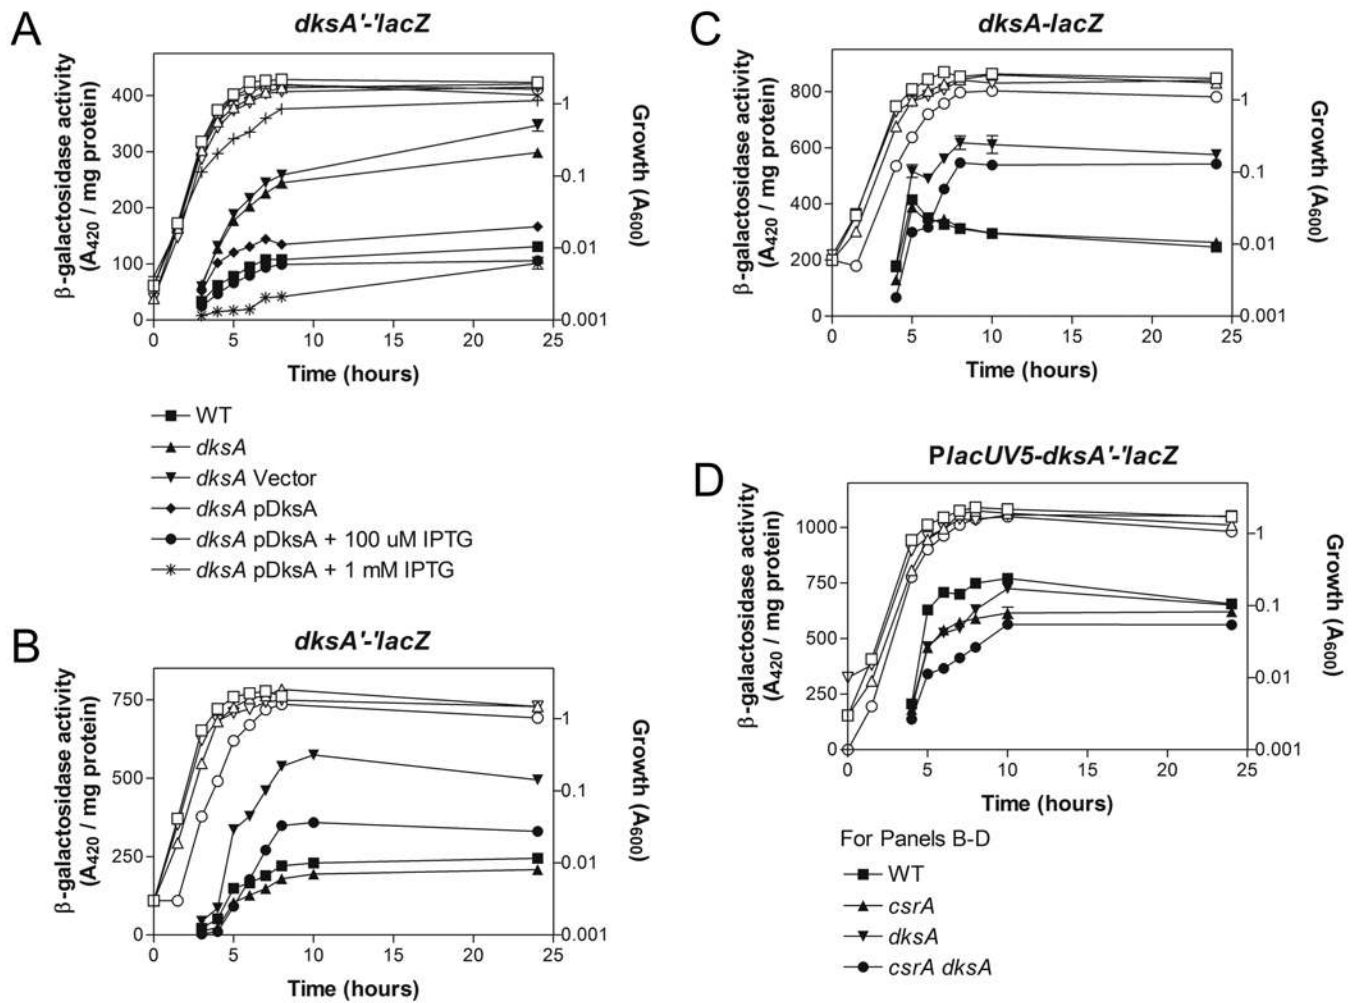 A
dksA'-'lacZ
β-galactosidase activity
(A420 / mg protein)
400
300
200
100
0
1
0.1
0.01
0.001
Growth (A600)
0
5
10
15
20
25
Time (hours)
WT
dksA
dksA Vector
dksA pDksA
dksA pDksA + 100 uM IPTG
dksA pDksA + 1 mM IPTG
B
dksA'-'lacZ
β-galactosidase activity
(A420 / mg protein)
750
500
250
0
1
0.1
0.01
0.001
Growth (A600)
0
5
10
15
20
25
Time (hours)
C
dksA-lacZ
β-galactosidase activity
(A420 / mg protein)
800
600
400
200
0
1
0.1
0.01
0.001
Growth (A600)
0
5
10
15
20
25
Time (hours)
D
PlacUV5-dksA'-'lacZ
β-galactosidase activity
(A420 / mg protein)
1000
750
500
250
0
1
0.1
0.01
0.001
Growth (A600)
0
5
10
15
20
25
Time (hours)
For Panels B-D
WT
csrA
dksA
csrA dksA